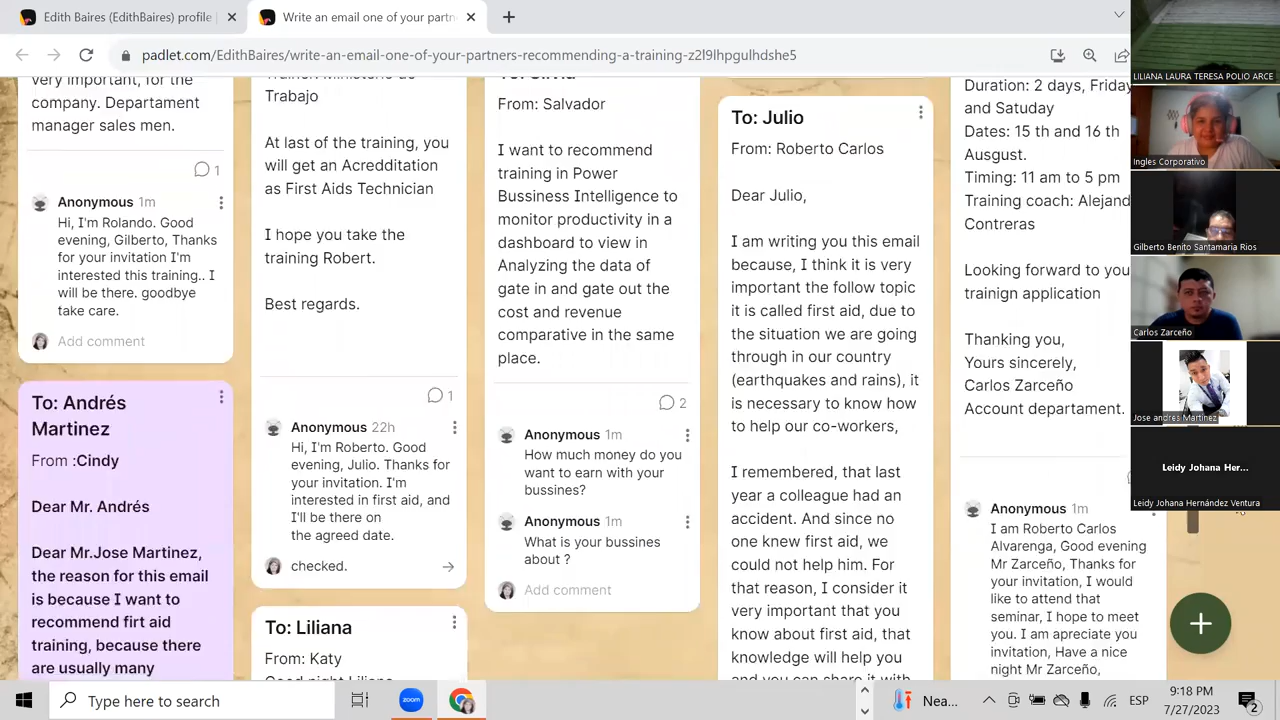 Edith Baires (EdithBaires) profile
Write an email one of your partn
padlet.com/EdithBaires/write-an-email-one-of-your-partners-recommending-a-training-z2l9lhpgulhdshe5
very important, for the
company. Departament
manager sales men.
1
Anonymous 1m
Hi, I'm Rolando. Good
evening, Gilberto, Thanks
for your invitation I'm
interested this training.. I
will be there. goodbye
take care.
Add comment
To: Andrés
Martinez
From :Cindy
Dear Mr. Andrés
Dear Mr.Jose Martinez,
the reason for this email
is because I want to
recommend firt aid
training, because there
are usually many
Trabajo
At last of the training, you
will get an Acreditation
as First Aids Technician
I hope you take the
training Robert.
Best regards.
1
Anonymous 22h
Hi, I'm Roberto. Good
evening, Julio. Thanks for
your invitation. I'm
interested in first aid, and
I'll be there on
the agreed date.
checked.
To: Liliana
From: Katy
Good night Liliana
From: Salvador
I want to recommend
training in Power
Bussiness Intelligence to
monitor productivity in a
dashboard to view in
Analyzing the data of
gate in and gate out the
cost and revenue
comparative in the same
place.
2
Anonymous 1m
How much money do you
want to earn with your
bussines?
Anonymous 1m
What is your bussines
about ?
Add comment
To: Julio
From: Roberto Carlos
Dear Julio,
I am writing you this email
because, I think it is very
important the follow topic
it is called first aid, due to
the situation we are going
through in our country
(earthquakes and rains), it
is necessary to know how
to help our co-workers,
I remembered, that last
year a colleague had an
accident. And since no
one knew first aid, we
could not help him. For
that reason, I consider it
very important that you
know about first aid, that
knowledge will help you
and you can share it with
Duration: 2 days, Friday
and Satuday
Dates: 15 th and 16 th
Ausgust.
Timing: 11 am to 5 pm
Training coach: Alejand
Contreras
Looking forward to you
trainign application
Thanking you,
Yours sincerely,
Carlos Zarceño
Account departament.
Anonymous 1m
I am Roberto Carlos
Alvarenga, Good evening
Mr Zarceño, Thanks for
your invitation, I would
like to attend that
seminar, I hope to meet
you. I am apreciate you
invitation, Have a nice
night Mr Zarceño,
LILIANA LAURA TERESA POLIO ARCE
Ingles Corporativo
Gilberto Benito Santamaria Rios
Carlos Zarceño
Jose andres Martinez
Leidy Johana Her...
Leidy Johana Hernández Ventura
Type here to search
zoom
Nea...
ESP
9:18 PM
7/27/2023
2